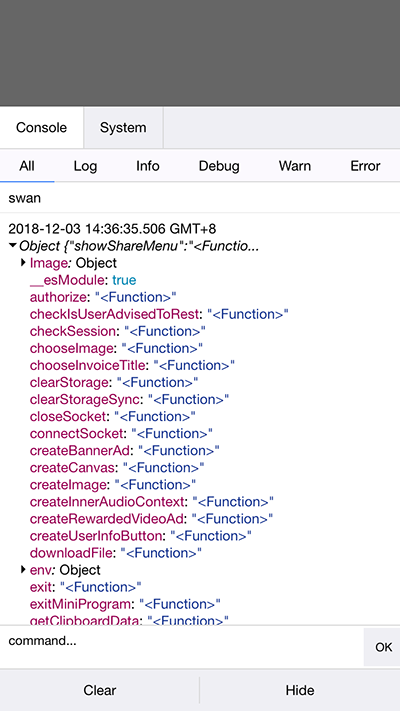 Console System
All Log Info Debug Warn Error
swan
2018-12-03 14:36:35.506 GMT+8
Object {"showShareMenu":"<Functio...
Image: Object
__esModule: true
authorize: "<Function>"
checkIsUserAdvisedToRest: "<Function>"
checkSession: "<Function>"
chooseImage: "<Function>"
chooseInvoiceTitle: "<Function>"
clearStorage: "<Function>"
clearStorageSync: "<Function>"
closeSocket: "<Function>"
connectSocket: "<Function>"
createBannerAd: "<Function>"
createCanvas: "<Function>"
createImage: "<Function>"
createInnerAudioContext: "<Function>"
createRewardedVideoAd: "<Function>"
createUserInfoButton: "<Function>"
downloadFile: "<Function>"
env: Object
exit: "<Function>"
exitMiniProgram: "<Function>"
getClipboardData: "<Function>"
command... OK
Clear Hide